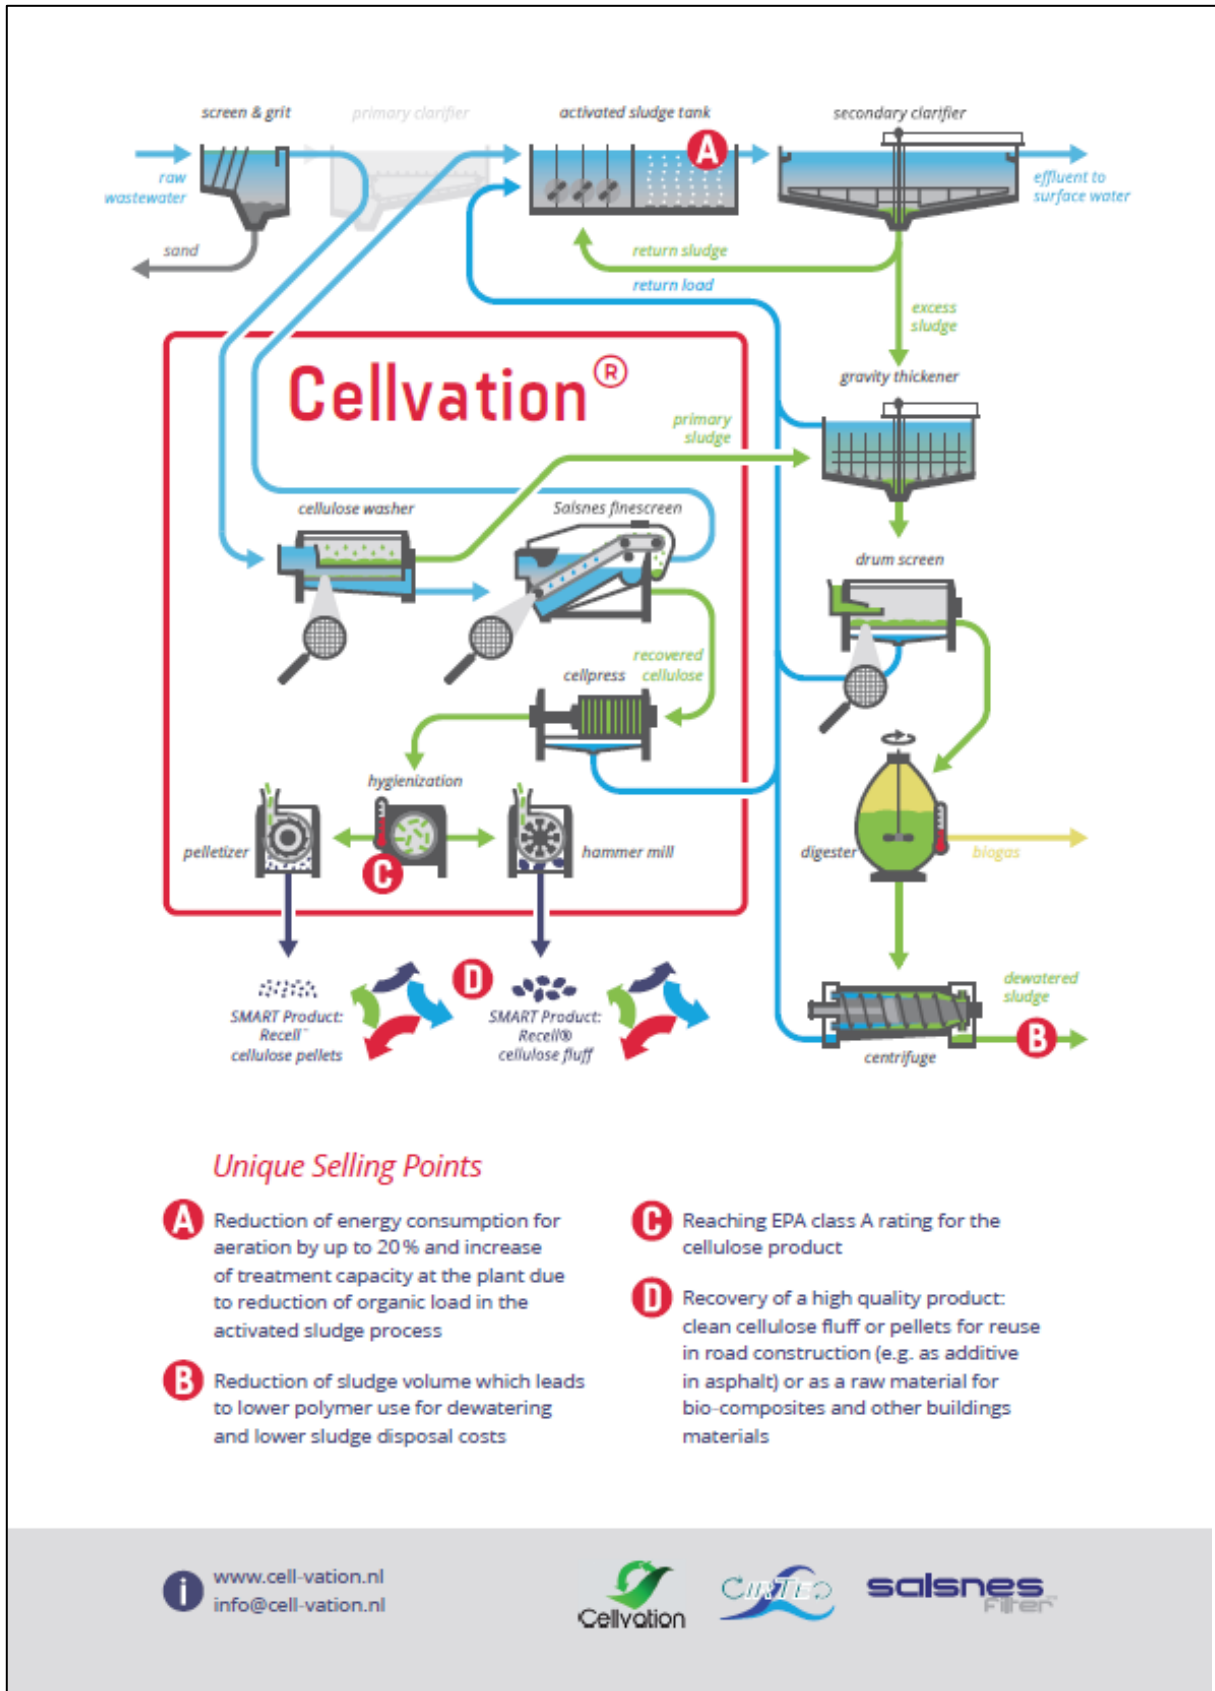 screen & grit
primary clarifier
activated sludge tank
secondary clarifier
A
raw
wastewater
effluent to
surface water
sand
return sludge
return load
excess
sludge
Cellvation®
gravity thickener
primary
sludge
cellulose washer
Salsnes finescreen
drum screen
recovered
cellulose
cellpress
hygienization
pelletizer
hammer mill
C
digester
biogas
D
dewatered
sludge
SMART Product:
Recell™
cellulose pellets
SMART Product:
Recell®
cellulose fluff
B
centrifuge
Unique Selling Points
A Reduction of energy consumption for
aeration by up to 20% and increase
of treatment capacity at the plant due
to reduction of organic load in the
activated sludge process
B Reduction of sludge volume which leads
to lower polymer use for dewatering
and lower sludge disposal costs
C Reaching EPA class A rating for the
cellulose product
D Recovery of a high quality product:
clean cellulose fluff or pellets for reuse
in road construction (e.g. as additive
in asphalt) or as a raw material for
bio-composites and other buildings
materials
i
www.cell-vation.nl
info@cell-vation.nl
Cellvation
CIRTEC
salsnes
Filter™